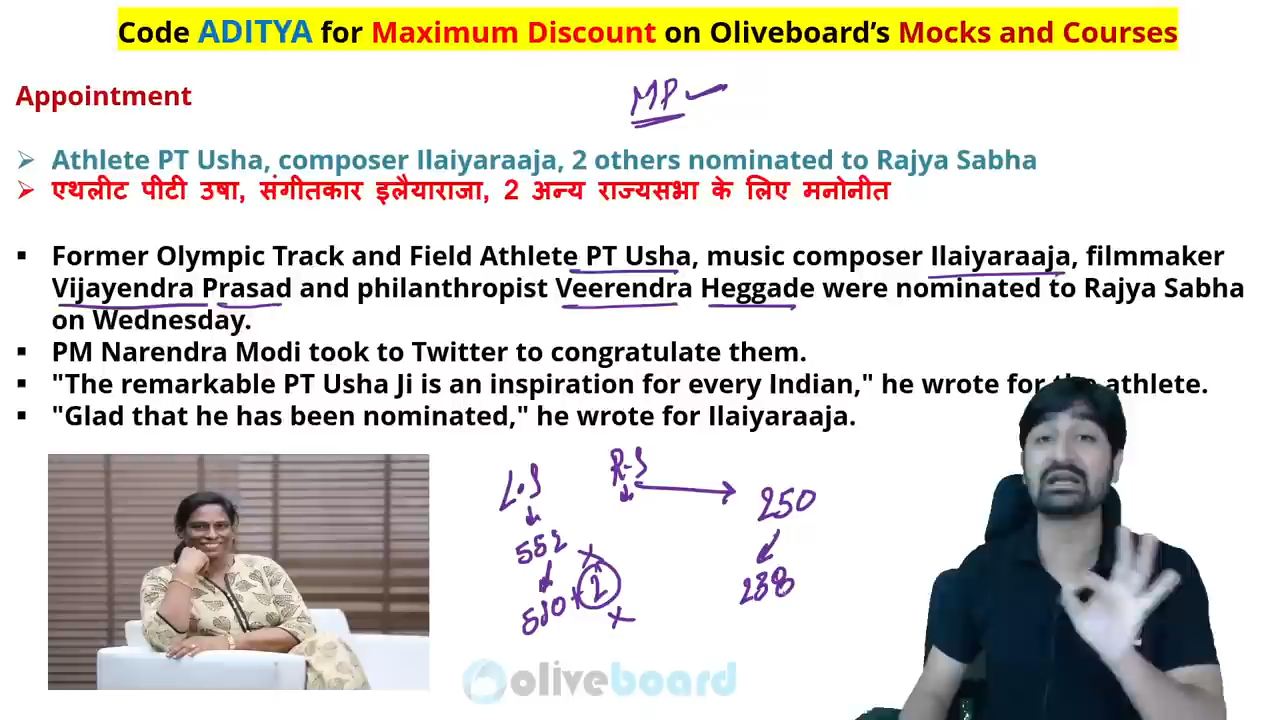 Code ADITYA for Maximum Discount on Oliveboard's Mocks and Courses
Appointment
MP
Athlete PT Usha, composer Ilaiyaraaja, 2 others nominated to Rajya Sabha
एथलीट पीटी उषा, संगीतकार इलैयाराजा, 2 अन्य राज्यसभा के लिए मनोनीत
Former Olympic Track and Field Athlete PT Usha, music composer Ilaiyaraaja, filmmaker
Vijayendra Prasad and philanthropist Veerendra Heggade were nominated to Rajya Sabha
on Wednesday.
PM Narendra Modi took to Twitter to congratulate them.
"The remarkable PT Usha Ji is an inspiration for every Indian," he wrote for the athlete.
"Glad that he has been nominated," he wrote for Ilaiyaraaja.
L.S R-S
250
552
238
530+2
oliveboard